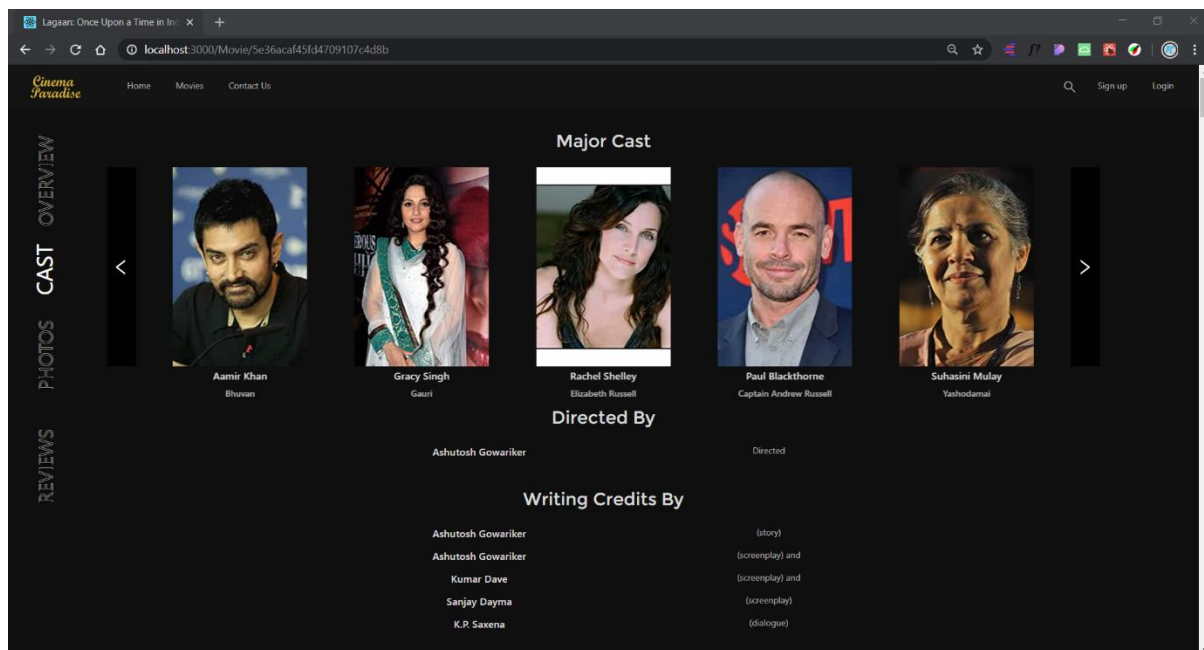 Lagaan: Once Upon a Time in Ind
localhost:3000/Movie/5e36acaf45fd4709107c4d8b
f?
Cinema
Paradise
Home Movies Contact Us Sign up Login
OVERVIEW
CAST
PHOTOS
REVIEWS
Major Cast
Aamir Khan Gracy Singh Rachel Shelley Paul Blackthorne Suhasini Mulay
Bhuvan Gauri Elizabeth Russell Captain Andrew Russell Yashodamai
Directed By
Ashutosh Gowariker Directed
Writing Credits By
Ashutosh Gowariker (story)
Ashutosh Gowariker (screenplay) and
Kumar Dave (screenplay) and
Sanjay Dayma (screenplay)
K.P. Saxena (dialogue)